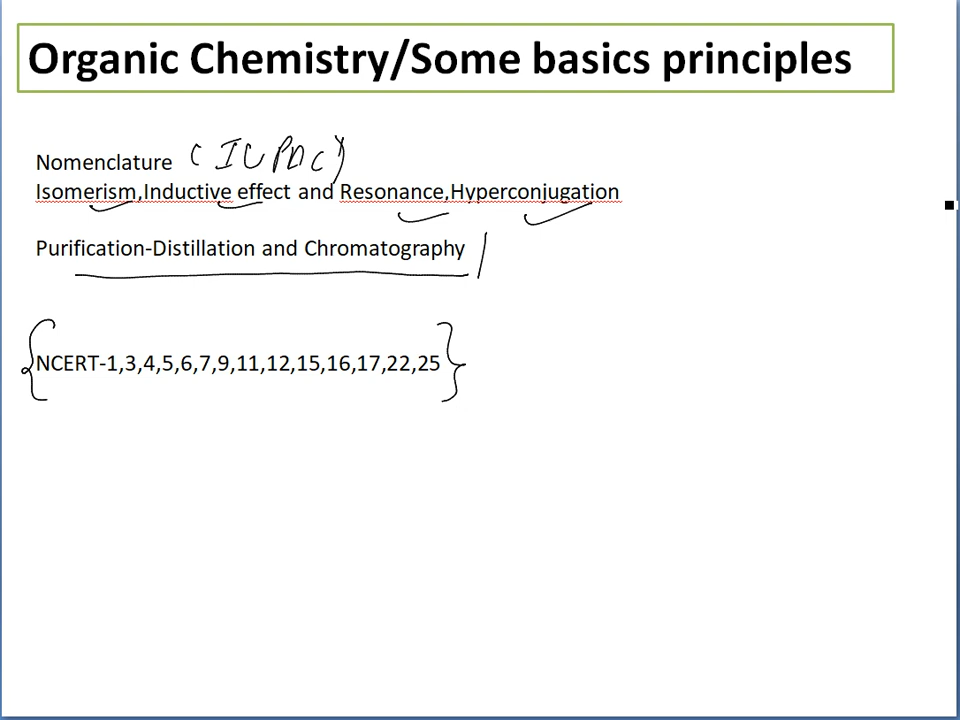 Organic Chemistry/Some basics principles
Nomenclature (IUPAC)
Isomerism,Inductive effect and Resonance,Hyperconjugation
Purification-Distillation and Chromatography
NCERT-1,3,4,5,6,7,9,11,12,15,16,17,22,25